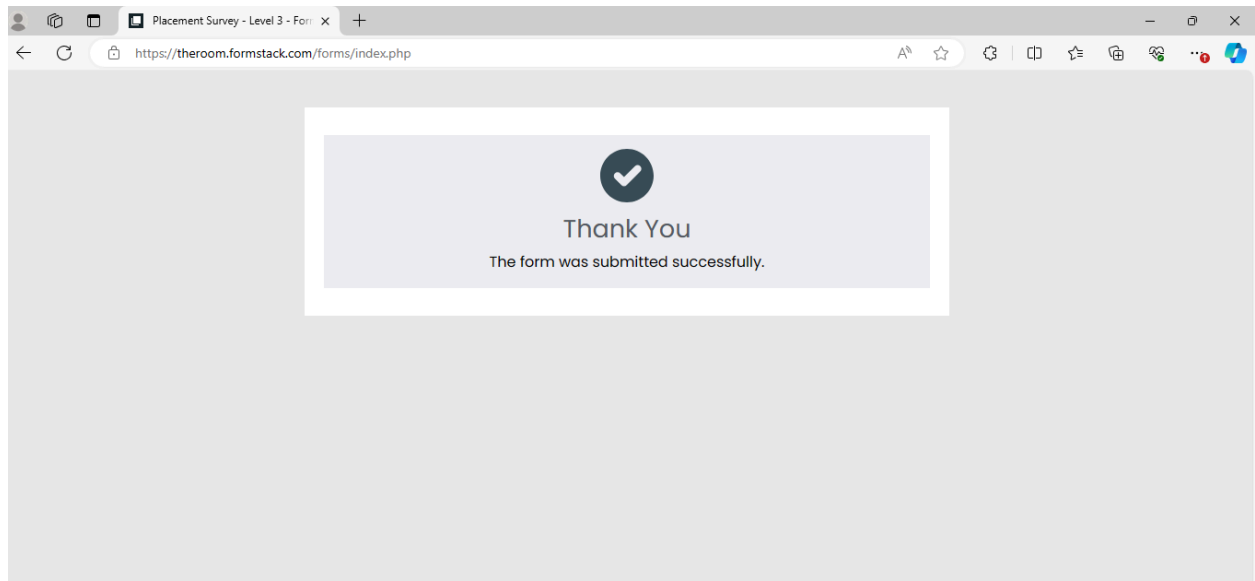 Placement Survey - Level 3 - For
https://theroom.formstack.com/forms/index.php
Thank You
The form was submitted successfully.